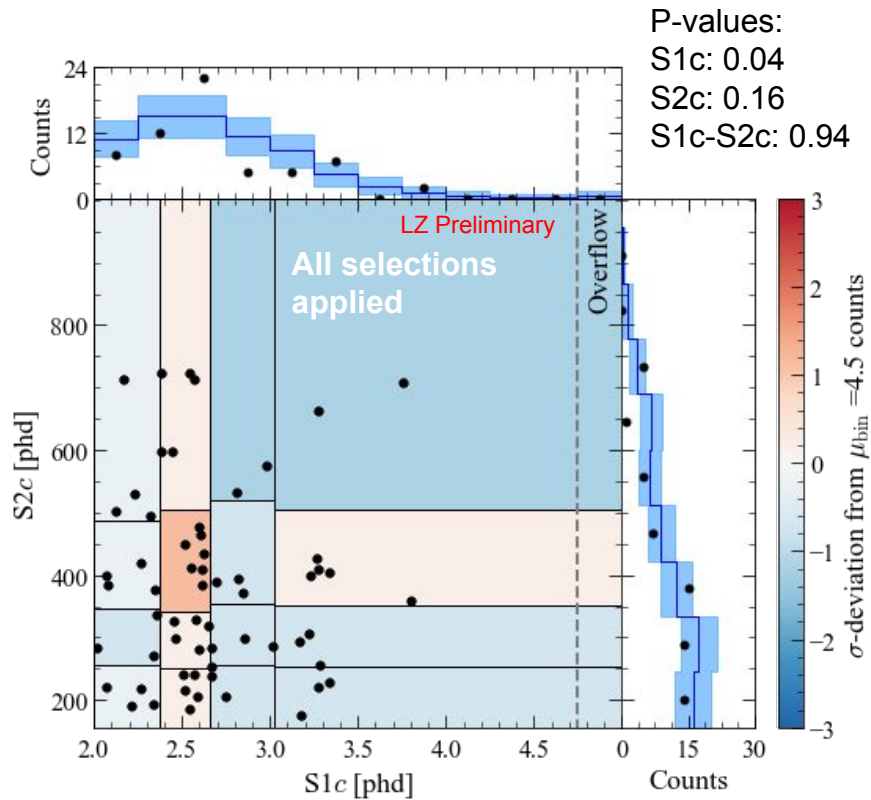 P-values:
S1c: 0.04
S2c: 0.16
S1c-S2c: 0.94
24
12
0
Counts
LZ Preliminary
All selections
applied
Overflow
800
600
400
200
S2c [phd]
2.0 2.5 3.0 3.5 4.0 4.5
S1c [phd]
0 15 30
Counts
3
2
1
0
−1
−2
−3
σ-deviation from μbin =4.5 counts